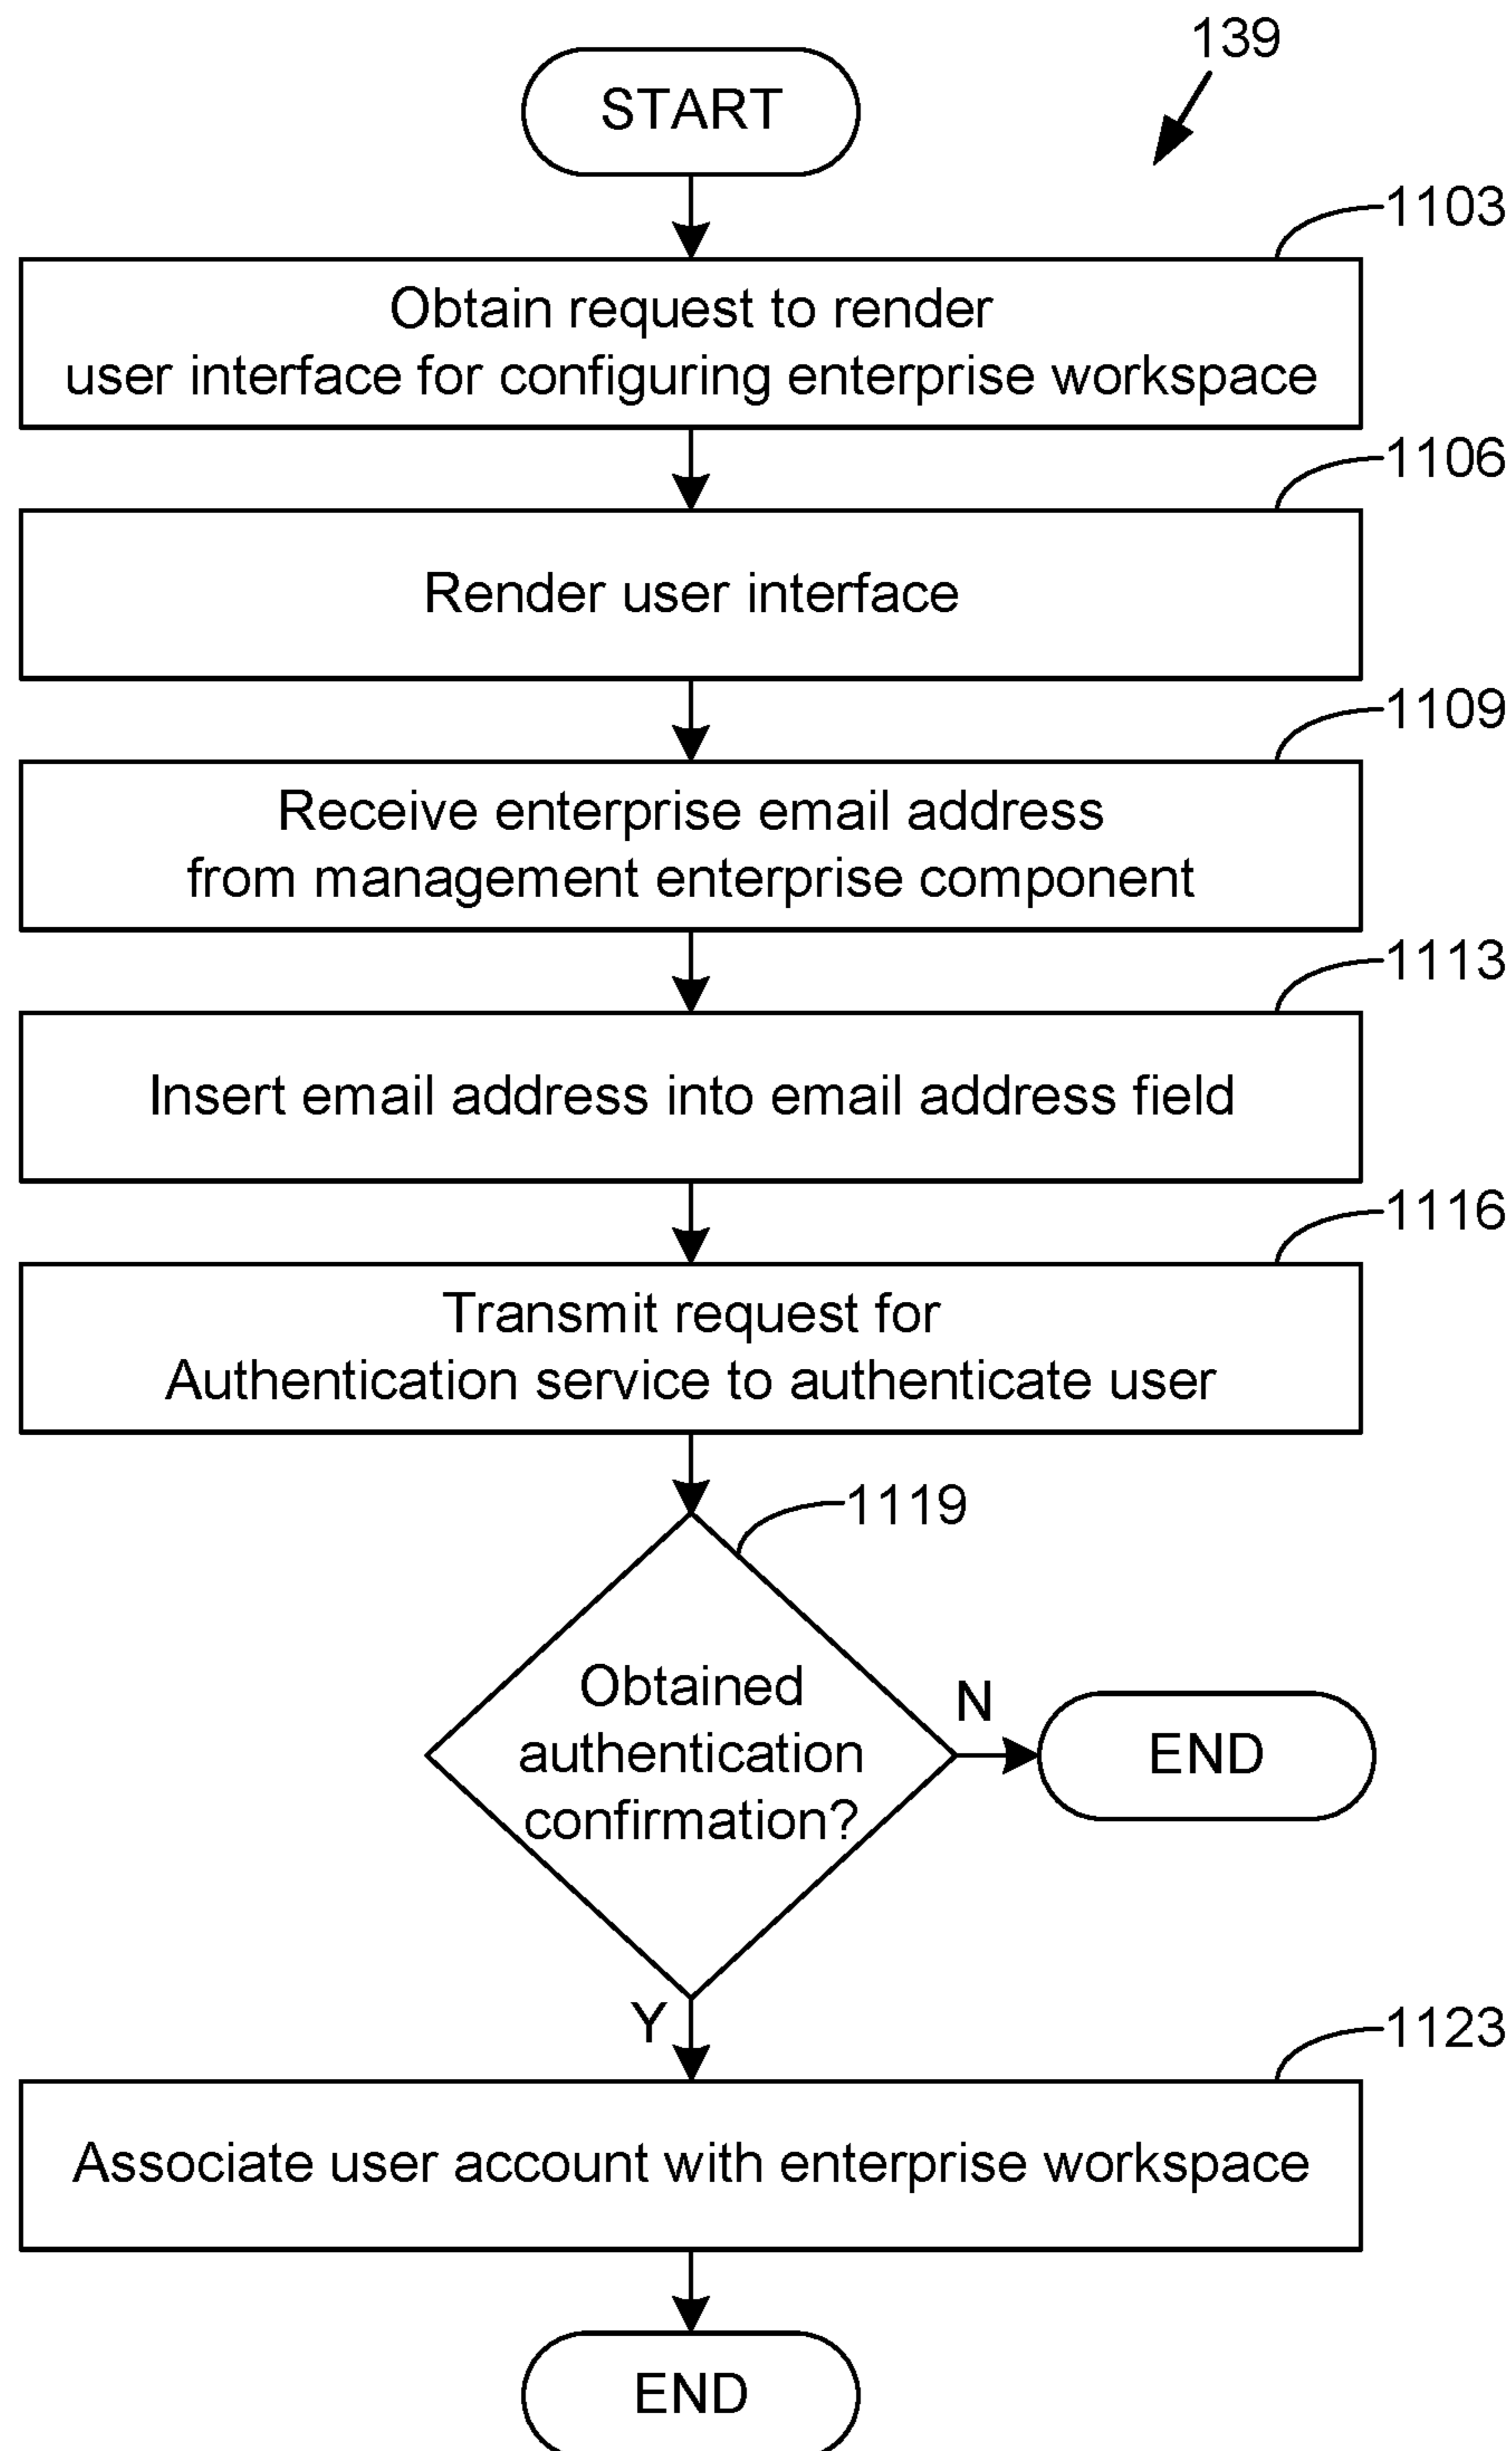 139
START
1103
Obtain request to render
user interface for configuring enterprise workspace
1106
Render user interface
1109
Receive enterprise email address
from management enterprise component
1113
Insert email address into email address field
1116
Transmit request for
Authentication service to authenticate user
1119
Obtained
authentication
confirmation?
N
END
Y
1123
Associate user account with enterprise workspace
END